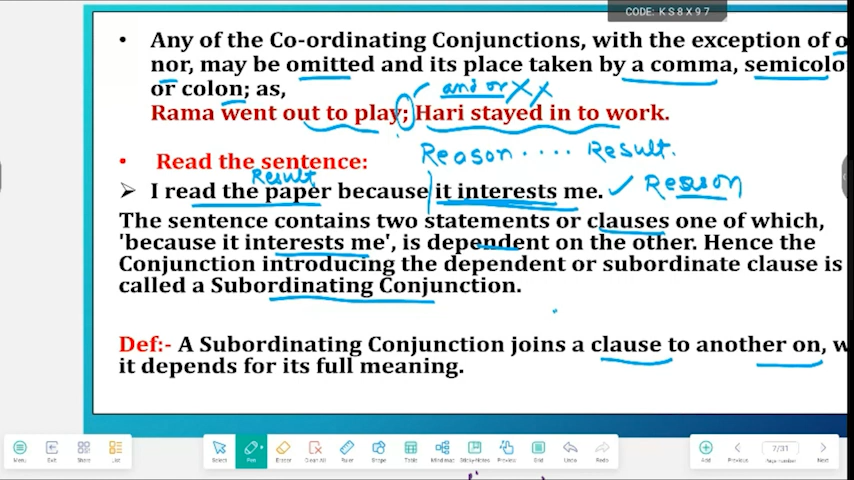 CODE: K S 8 X 9 7
• Any of the Co-ordinating Conjunctions, with the exception of o
nor, may be omitted and its place taken by a comma, semicolo
or colon; as,
and or X X
Rama went out to play; Hari stayed in to work.
Reason .... Result.
• Read the sentence:
Result
➤ I read the paper because it interests me. ✓ Reason
The sentence contains two statements or clauses one of which,
'because it interests me', is dependent on the other. Hence the
Conjunction introducing the dependent or subordinate clause is
called a Subordinating Conjunction.
Def:- A Subordinating Conjunction joins a clause to another on, w
it depends for its full meaning.
Menu Exit Share List Select Pen Eraser Clean All Ruler Shape Table Mind map Sticky Notes Preview Grid Undo Redo Add Previous 7/31 Page number Next